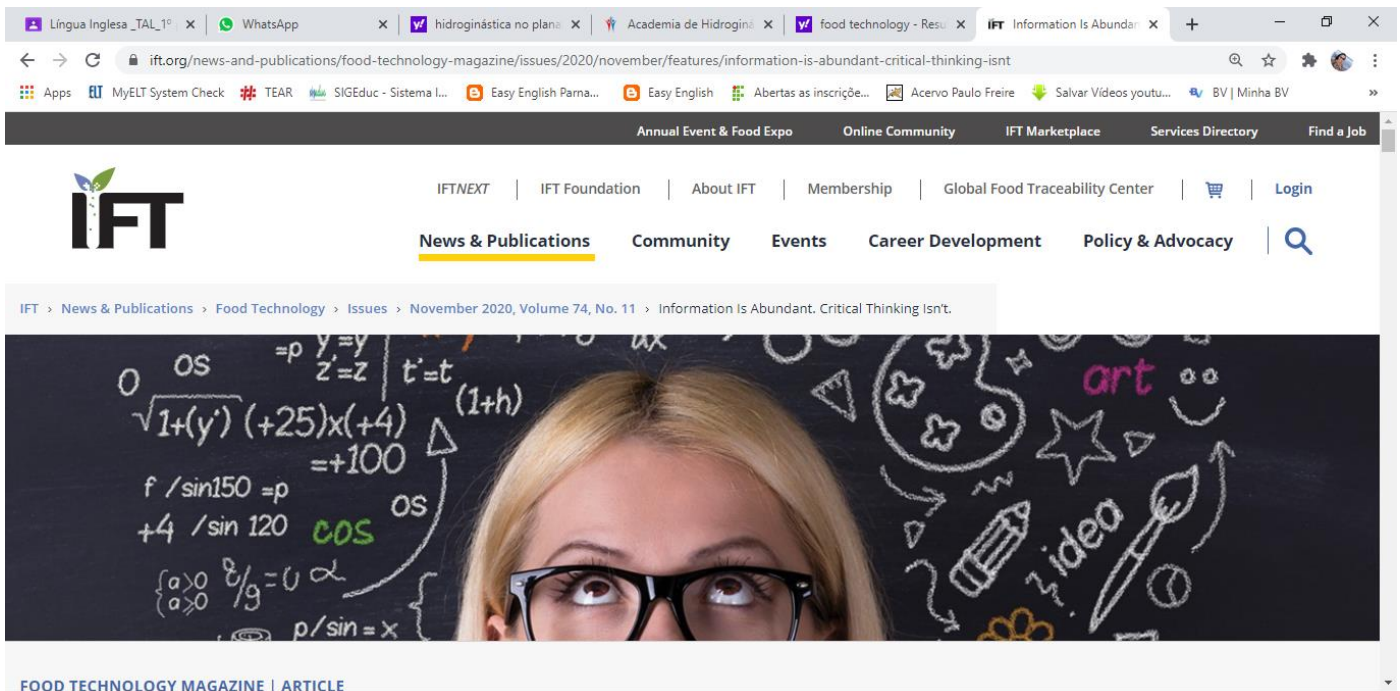 Língua Inglesa _TAL_1º
WhatsApp
hidroginástica no plana
Academia de Hidroginá
food technology - Resu
IFT Information Is Abundan
ift.org/news-and-publications/food-technology-magazine/issues/2020/november/features/information-is-abundant-critical-thinking-isnt
Apps MyELT System Check TEAR SIGEduc - Sistema I... Easy English Parna... Easy English Abertas as inscriçõe... Acervo Paulo Freire Salvar Vídeos youtu... BV | Minha BV »
Annual Event & Food Expo Online Community IFT Marketplace Services Directory Find a Job
IFT
IFTNEXT | IFT Foundation | About IFT | Membership | Global Food Traceability Center | Login
News & Publications Community Events Career Development Policy & Advocacy
IFT › News & Publications › Food Technology › Issues › November 2020, Volume 74, No. 11 › Information Is Abundant. Critical Thinking Isn't.
=p y'=y
z'=z
t'=t
O os
(1+h)
√1+(y') (+25)x(+4)
=+100
f /sin150 =p
os
+4 /sin 120 cos
{a>0
{a>0
p/sin = x {
art
idea
FOOD TECHNOLOGY MAGAZINE | ARTICLE